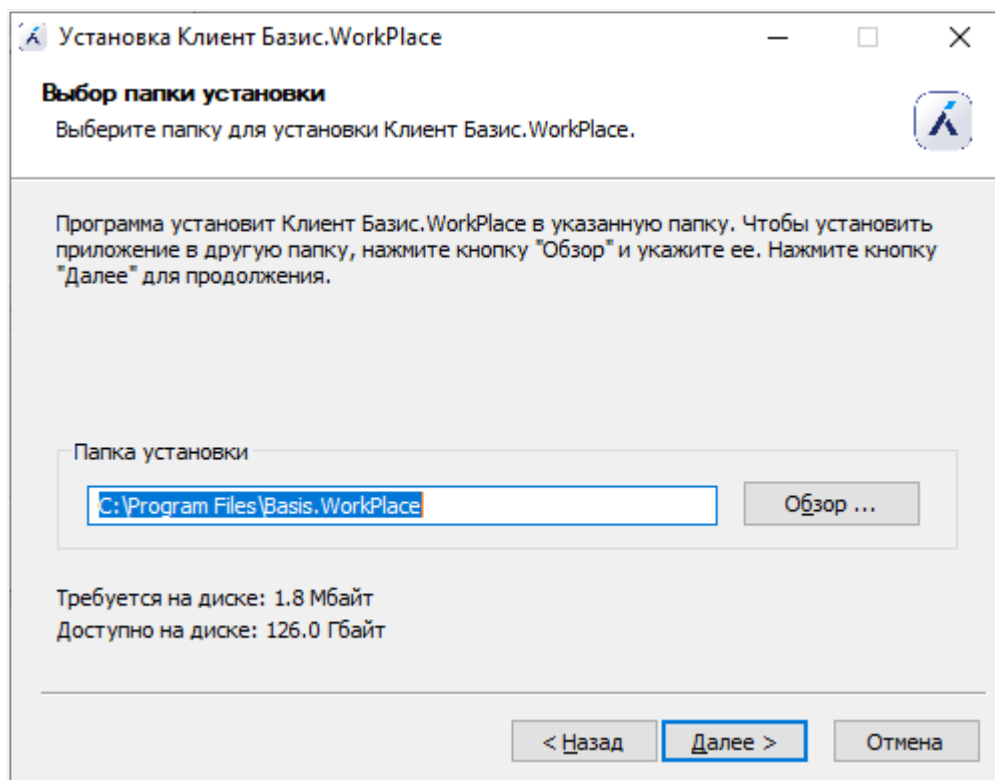 Установка Клиент Базис.WorkPlace
Выбор папки установки
Выберите папку для установки Клиент Базис.WorkPlace.
Программа установит Клиент Базис.WorkPlace в указанную папку. Чтобы установить
приложение в другую папку, нажмите кнопку "Обзор" и укажите ее. Нажмите кнопку
"Далее" для продолжения.
Папка установки
C:\Program Files\Basis.WorkPlace
Обзор ...
Требуется на диске: 1.8 Мбайт
Доступно на диске: 126.0 Гбайт
< Назад
Далее >
Отмена